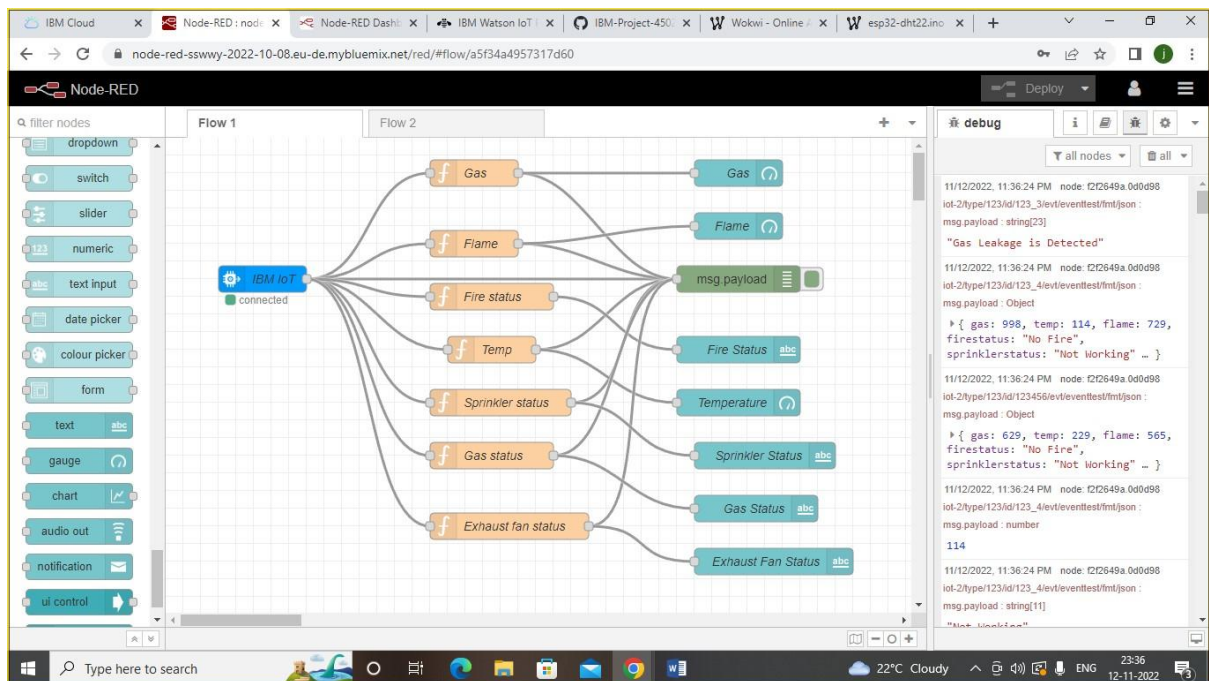 IBM Cloud
Node-RED : node
Node-RED Dashb
IBM Watson IoT
IBM-Project-450
Wokwi - Online
esp32-dht22.ino
node-red-sswwy-2022-10-08.eu-de.mybluemix.net/red/#flow/a5f34a4957317d60
j
Node-RED
Deploy
filter nodes
Flow 1
Flow 2
debug
all nodes
all
dropdown
switch
slider
123 numeric
abc text input
date picker
colour picker
form
text abc
gauge
chart
audio out
notification
ui control
IBM IoT
connected
f Gas
f Flame
f Fire status
f Temp
f Sprinkler status
f Gas status
f Exhaust fan status
Gas
Flame
msg.payload
Fire Status abc
Temperature
Sprinkler Status abc
Gas Status abc
Exhaust Fan Status abc
11/12/2022, 11:36:24 PM node: f2f2649a.0d0d98
iot-2/type/123/id/123_3/evt/eventtest/fmt/json :
msg.payload : string[23]
"Gas Leakage is Detected"
11/12/2022, 11:36:24 PM node: f2f2649a.0d0d98
iot-2/type/123/id/123_4/evt/eventtest/fmt/json :
msg.payload : Object
{ gas: 998, temp: 114, flame: 729,
firestatus: "No Fire",
sprinklerstatus: "Not Working" … }
11/12/2022, 11:36:24 PM node: f2f2649a.0d0d98
iot-2/type/123/id/123456/evt/eventtest/fmt/json :
msg.payload : Object
{ gas: 629, temp: 229, flame: 565,
firestatus: "No Fire",
sprinklerstatus: "Not Working" … }
11/12/2022, 11:36:24 PM node: f2f2649a.0d0d98
iot-2/type/123/id/123_4/evt/eventtest/fmt/json :
msg.payload : number
114
11/12/2022, 11:36:24 PM node: f2f2649a.0d0d98
iot-2/type/123/id/123_4/evt/eventtest/fmt/json :
msg.payload : string[11]
"Not Working"
Type here to search
22°C Cloudy
ENG
23:36
12-11-2022
3